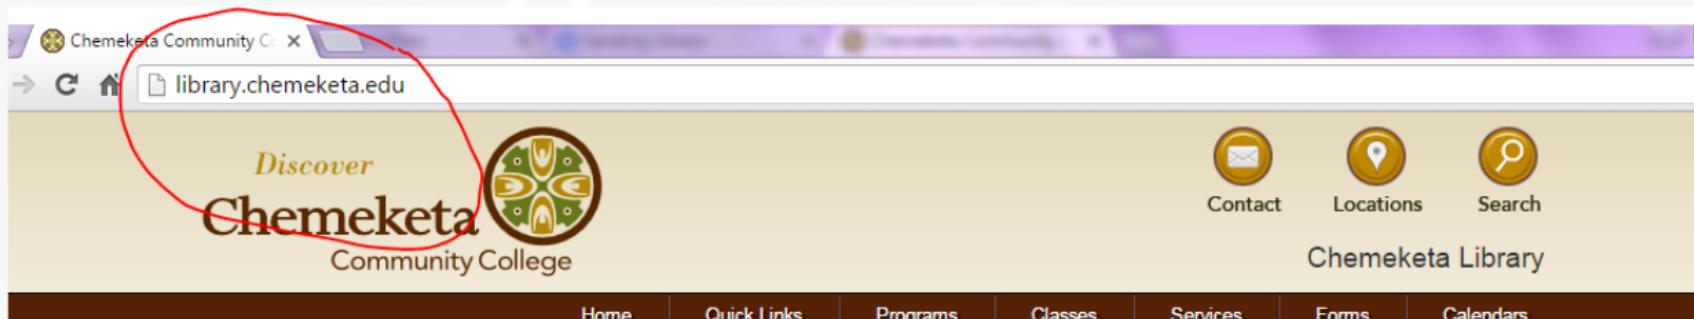 Chemeketa Community C
library.chemeketa.edu
Discover
Chemeketa
Community College
Contact Locations Search
Chemeketa Library
Home Quick Links Programs Classes Services Forms Calendars